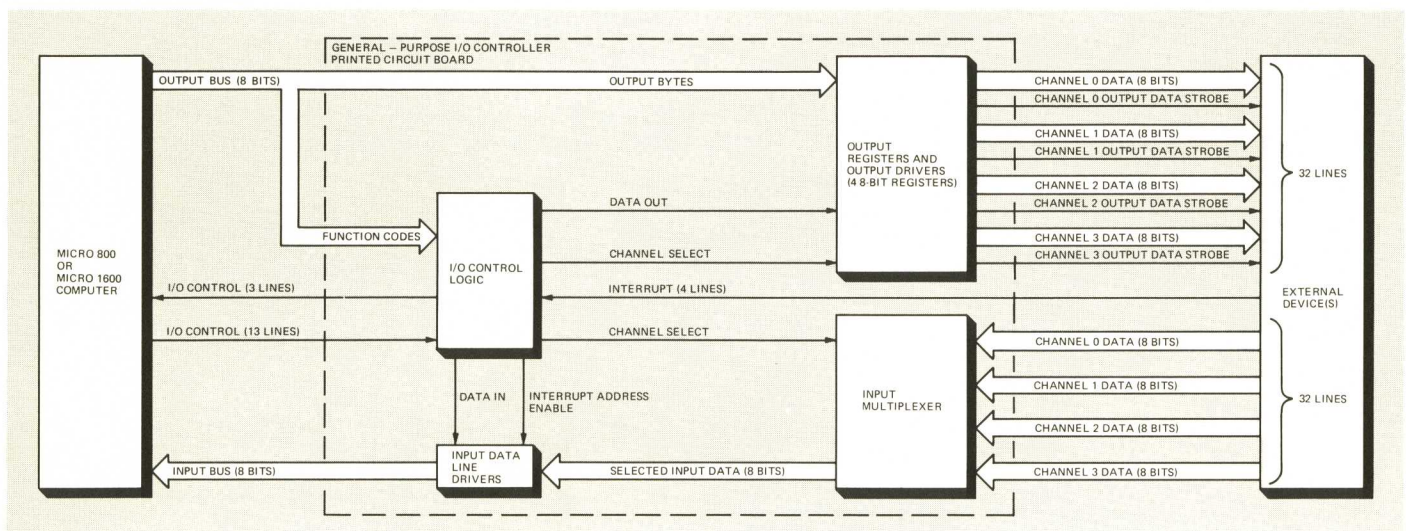 GENERAL – PURPOSE I/O CONTROLLER
PRINTED CIRCUIT BOARD
OUTPUT BUS (8 BITS)
OUTPUT BYTES
FUNCTION CODES
MICRO 800
OR
MICRO 1600
COMPUTER
I/O CONTROL (3 LINES)
I/O CONTROL (13 LINES)
INPUT BUS (8 BITS)
I/O CONTROL
LOGIC
DATA OUT
CHANNEL SELECT
INTERRUPT (4 LINES)
CHANNEL SELECT
DATA IN
INTERRUPT ADDRESS
ENABLE
INPUT DATA
LINE
DRIVERS
SELECTED INPUT DATA (8 BITS)
OUTPUT
REGISTERS AND
OUTPUT DRIVERS
(4 8-BIT REGISTERS)
INPUT
MULTIPLEXER
CHANNEL 0 DATA (8 BITS)
CHANNEL 0 OUTPUT DATA STROBE
CHANNEL 1 DATA (8 BITS)
CHANNEL 1 OUTPUT DATA STROBE
CHANNEL 2 DATA (8 BITS)
CHANNEL 2 OUTPUT DATA STROBE
CHANNEL 3 DATA (8 BITS)
CHANNEL 3 OUTPUT DATA STROBE
CHANNEL 0 DATA (8 BITS)
CHANNEL 1 DATA (8 BITS)
CHANNEL 2 DATA (8 BITS)
CHANNEL 3 DATA (8 BITS)
32 LINES
EXTERNAL
DEVICE(S)
32 LINES